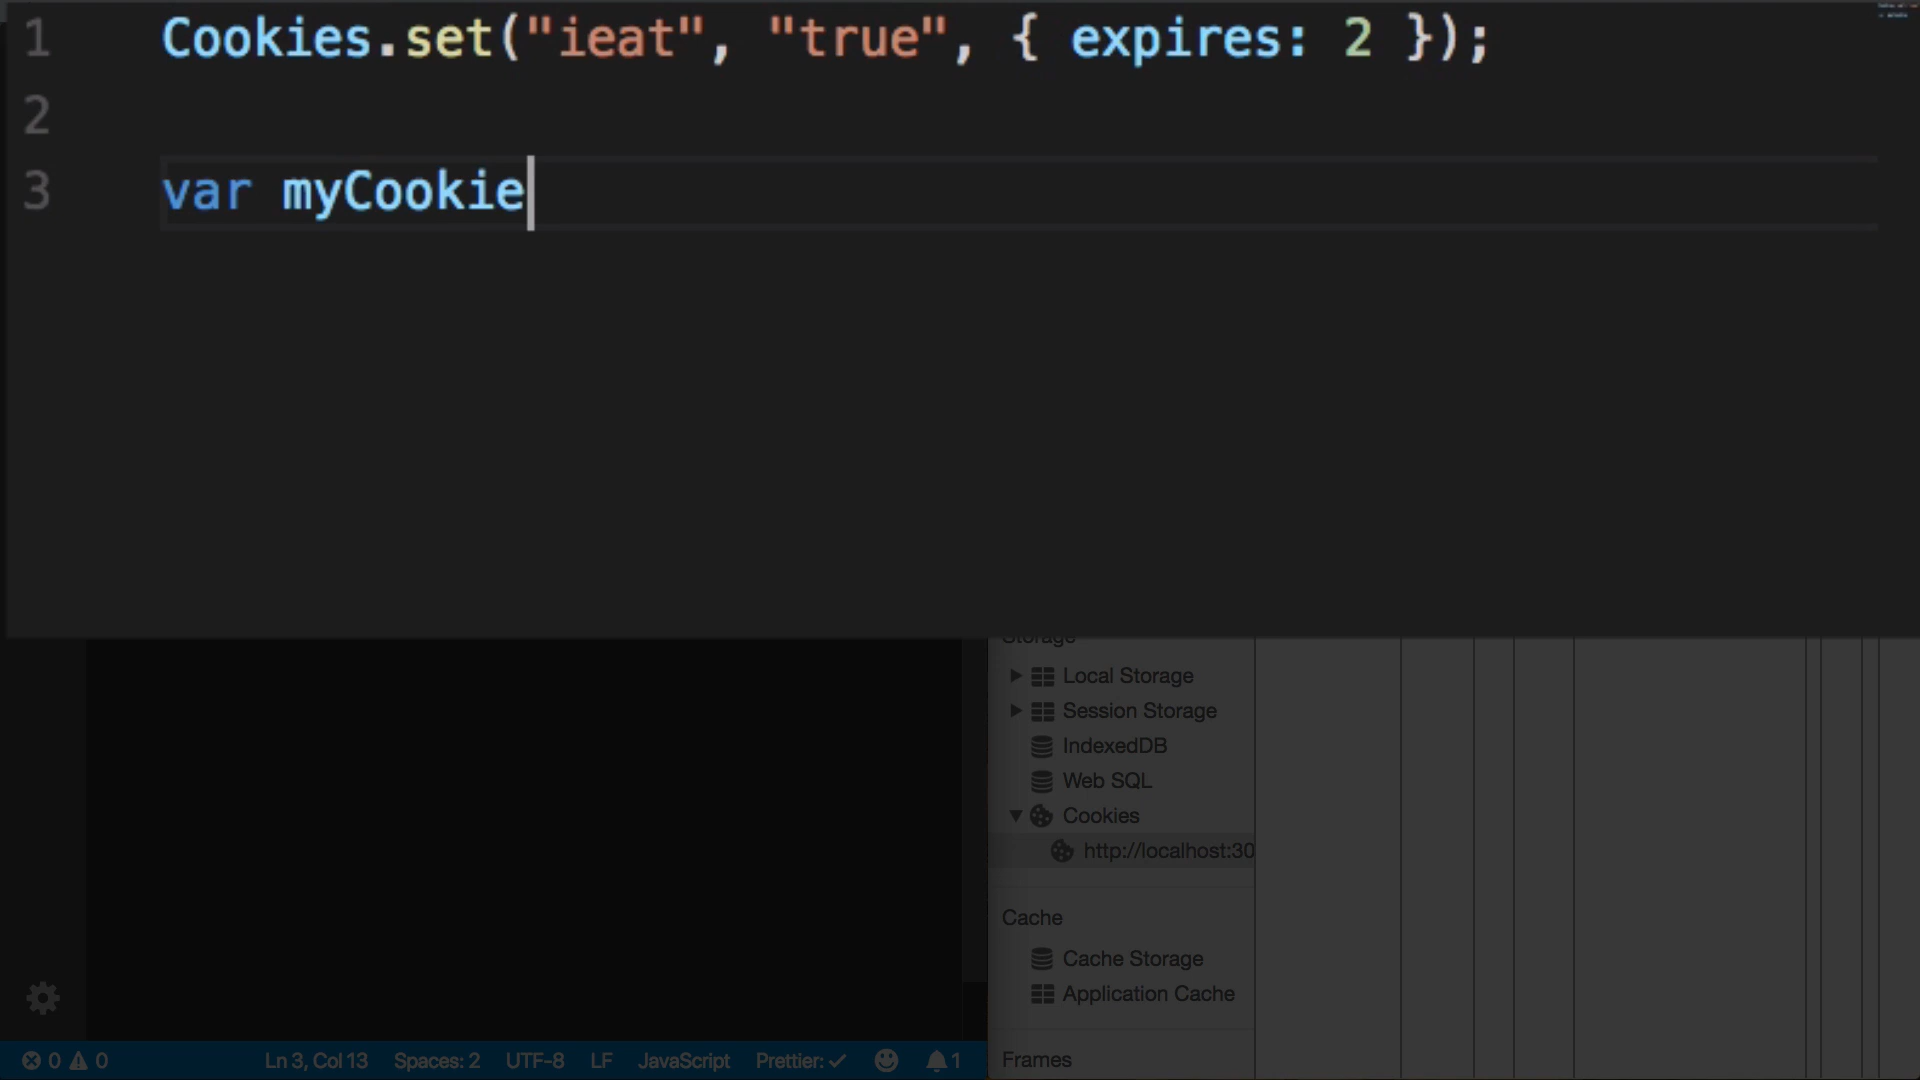 1 Cookies.set("ieat", "true", { expires: 2 });
2
3 var myCookie
Storage
Local Storage
Session Storage
IndexedDB
Web SQL
Cookies
http://localhost:30
Cache
Cache Storage
Application Cache
Frames
0 0 Ln 3, Col 13 Spaces: 2 UTF-8 LF JavaScript Prettier: ✓ 1